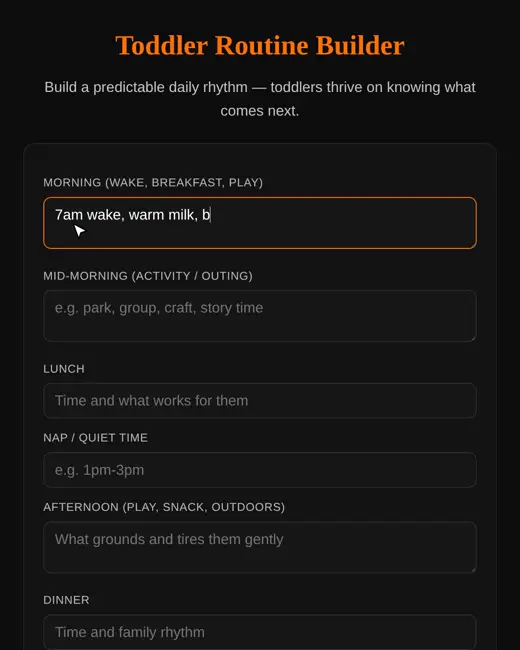 Toddler Routine Builder
Build a predictable daily rhythm — toddlers thrive on knowing what
comes next.
MORNING (WAKE, BREAKFAST, PLAY)
7am wake, warm milk, b
MID-MORNING (ACTIVITY / OUTING)
e.g. park, group, craft, story time
LUNCH
Time and what works for them
NAP / QUIET TIME
e.g. 1pm-3pm
AFTERNOON (PLAY, SNACK, OUTDOORS)
What grounds and tires them gently
DINNER
Time and family rhythm